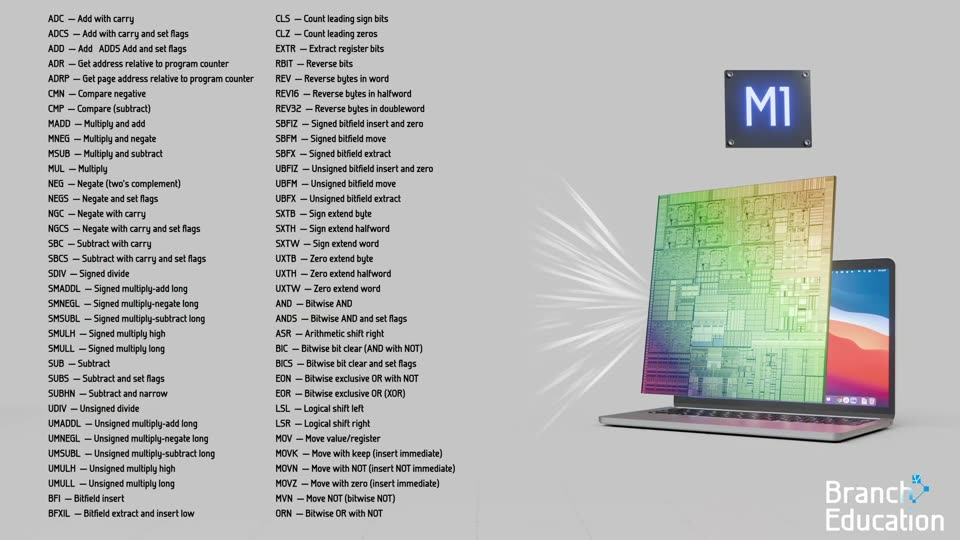 ADC — Add with carry
ADCS — Add with carry and set flags
ADD — Add ADDS Add and set flags
ADR — Get address relative to program counter
ADRP — Get page address relative to program counter
CMN — Compare negative
CMP — Compare (subtract)
MADD — Multiply and add
MNEG — Multiply and negate
MSUB — Multiply and subtract
MUL — Multiply
NEG — Negate (two's complement)
NEGS — Negate and set flags
NGC — Negate with carry
NGCS — Negate with carry and set flags
SBC — Subtract with carry
SBCS — Subtract with carry and set flags
SDIV — Signed divide
SMADDL — Signed multiply-add long
SMNEGL — Signed multiply-negate long
SMSUBL — Signed multiply-subtract long
SMULH — Signed multiply high
SMULL — Signed multiply long
SUB — Subtract
SUBS — Subtract and set flags
SUBHN — Subtract and narrow
UDIV — Unsigned divide
UMADDL — Unsigned multiply-add long
UMNEGL — Unsigned multiply-negate long
UMSUBL — Unsigned multiply-subtract long
UMULH — Unsigned multiply high
UMULL — Unsigned multiply long
BFI — Bitfield insert
BFXIL — Bitfield extract and insert low
CLS — Count leading sign bits
CLZ — Count leading zeros
EXTR — Extract register bits
RBIT — Reverse bits
REV — Reverse bytes in word
REV16 — Reverse bytes in halfword
REV32 — Reverse bytes in doubleword
SBFIZ — Signed bitfield insert and zero
SBFM — Signed bitfield move
SBFX — Signed bitfield extract
UBFIZ — Unsigned bitfield insert and zero
UBFM — Unsigned bitfield move
UBFX — Unsigned bitfield extract
SXTB — Sign extend byte
SXTH — Sign extend halfword
SXTW — Sign extend word
UXTB — Zero extend byte
UXTH — Zero extend halfword
UXTW — Zero extend word
AND — Bitwise AND
ANDS — Bitwise AND and set flags
ASR — Arithmetic shift right
BIC — Bitwise bit clear (AND with NOT)
BICS — Bitwise bit clear and set flags
EON — Bitwise exclusive OR with NOT
EOR — Bitwise exclusive OR (XOR)
LSL — Logical shift left
LSR — Logical shift right
MOV — Move value/register
MOVK — Move with keep (insert immediate)
MOVN — Move with NOT (insert NOT immediate)
MOVZ — Move with zero (insert immediate)
MVN — Move NOT (bitwise NOT)
ORN — Bitwise OR with NOT
M1
Branch
Education